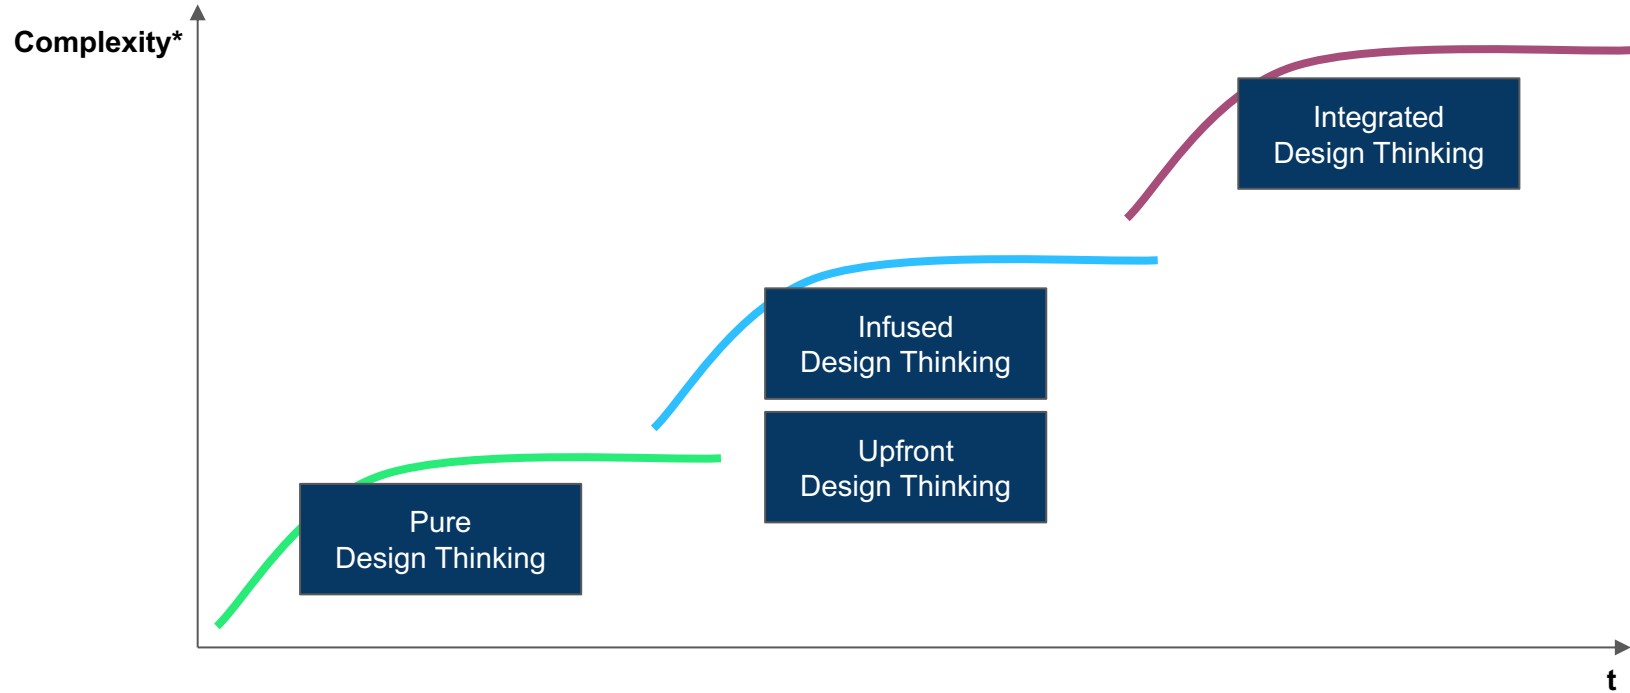 Complexity*
Integrated
Design Thinking
Infused
Design Thinking
Upfront
Design Thinking
Pure
Design Thinking
t